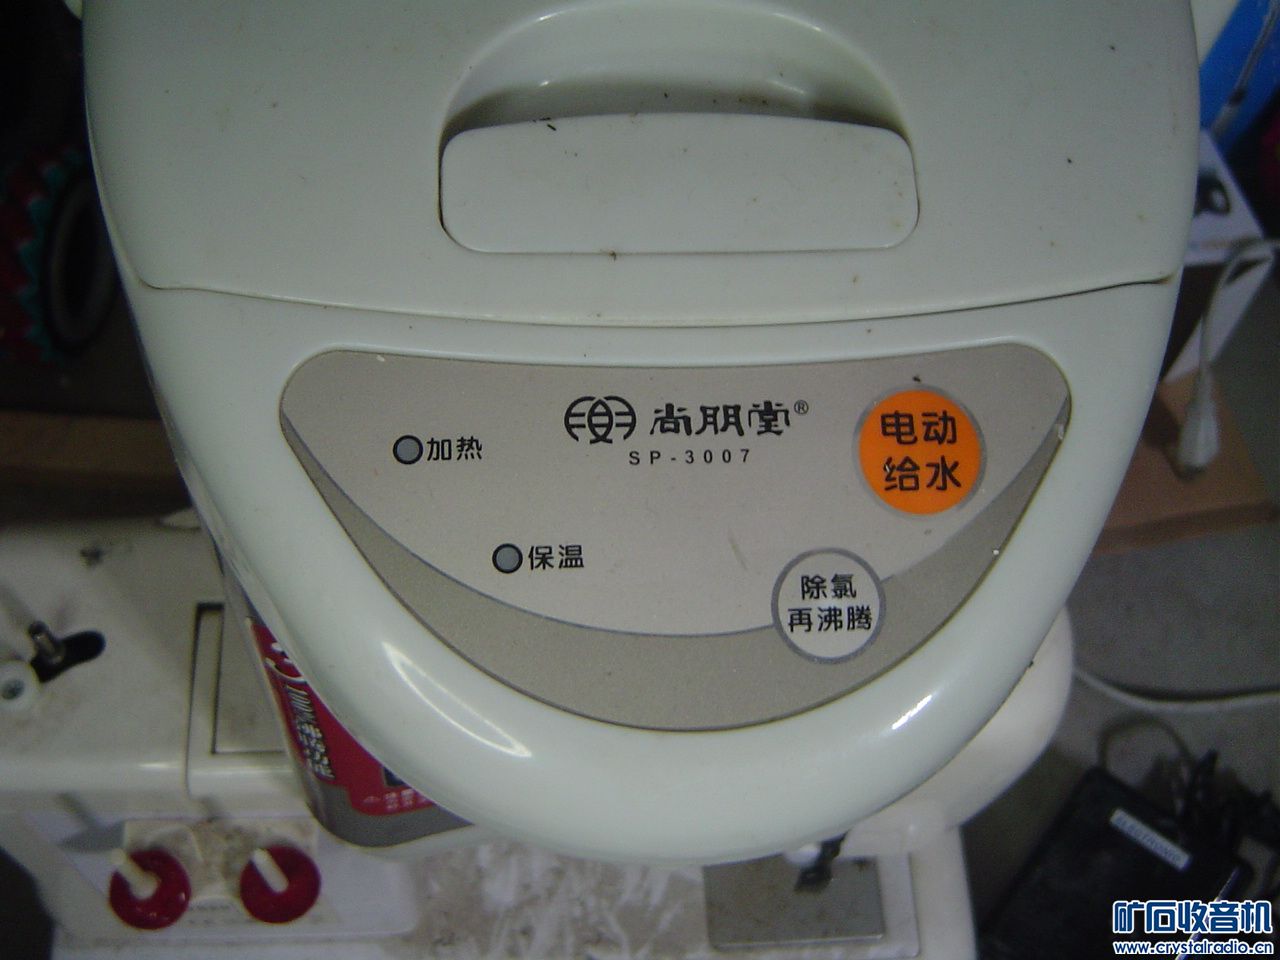 尚朋堂®
SP-3007
加热
电动
给水
保温
除氯
再沸腾
ELECTRONIX
矿石收音机
www.crystalradio.cn